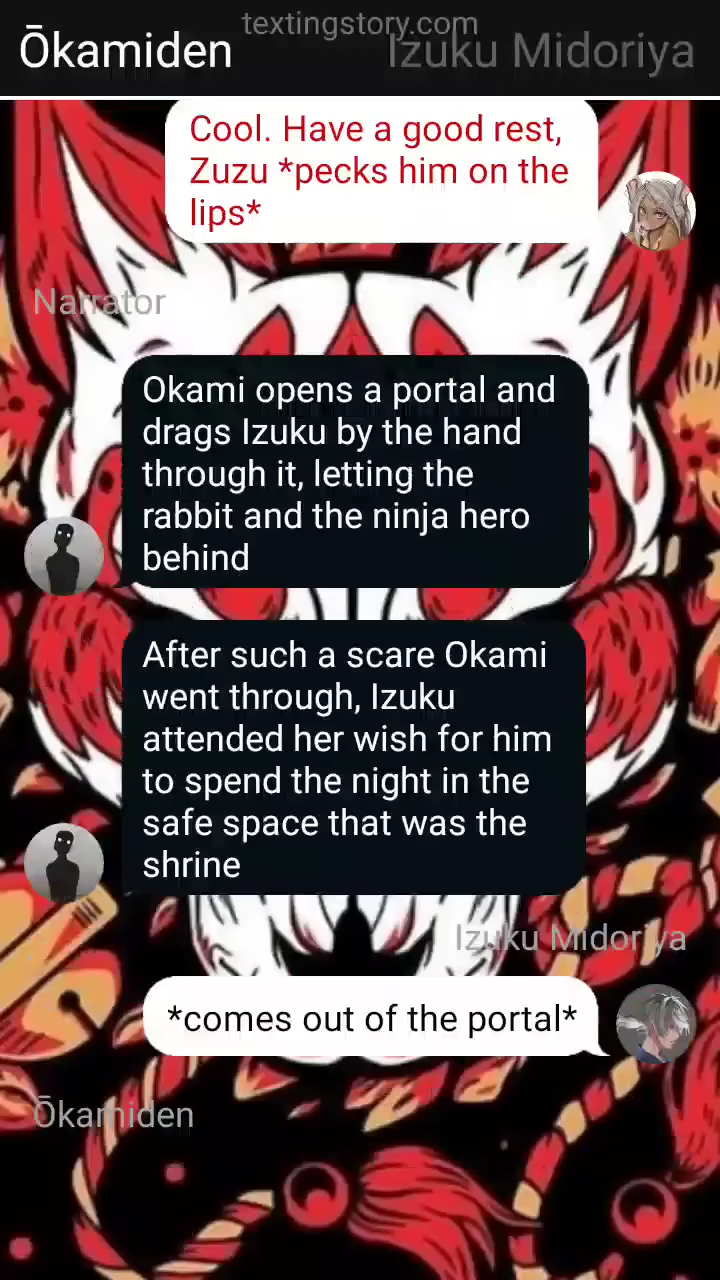 textingstory.com
Ōkamiden
Izuku Midoriya
Cool. Have a good rest,
Zuzu *pecks him on the
lips*
Narrator
Okami opens a portal and
drags Izuku by the hand
through it, letting the
rabbit and the ninja hero
behind
After such a scare Okami
went through, Izuku
attended her wish for him
to spend the night in the
safe space that was the
shrine
Izuku Midoriya
*comes out of the portal*
Ōkamiden